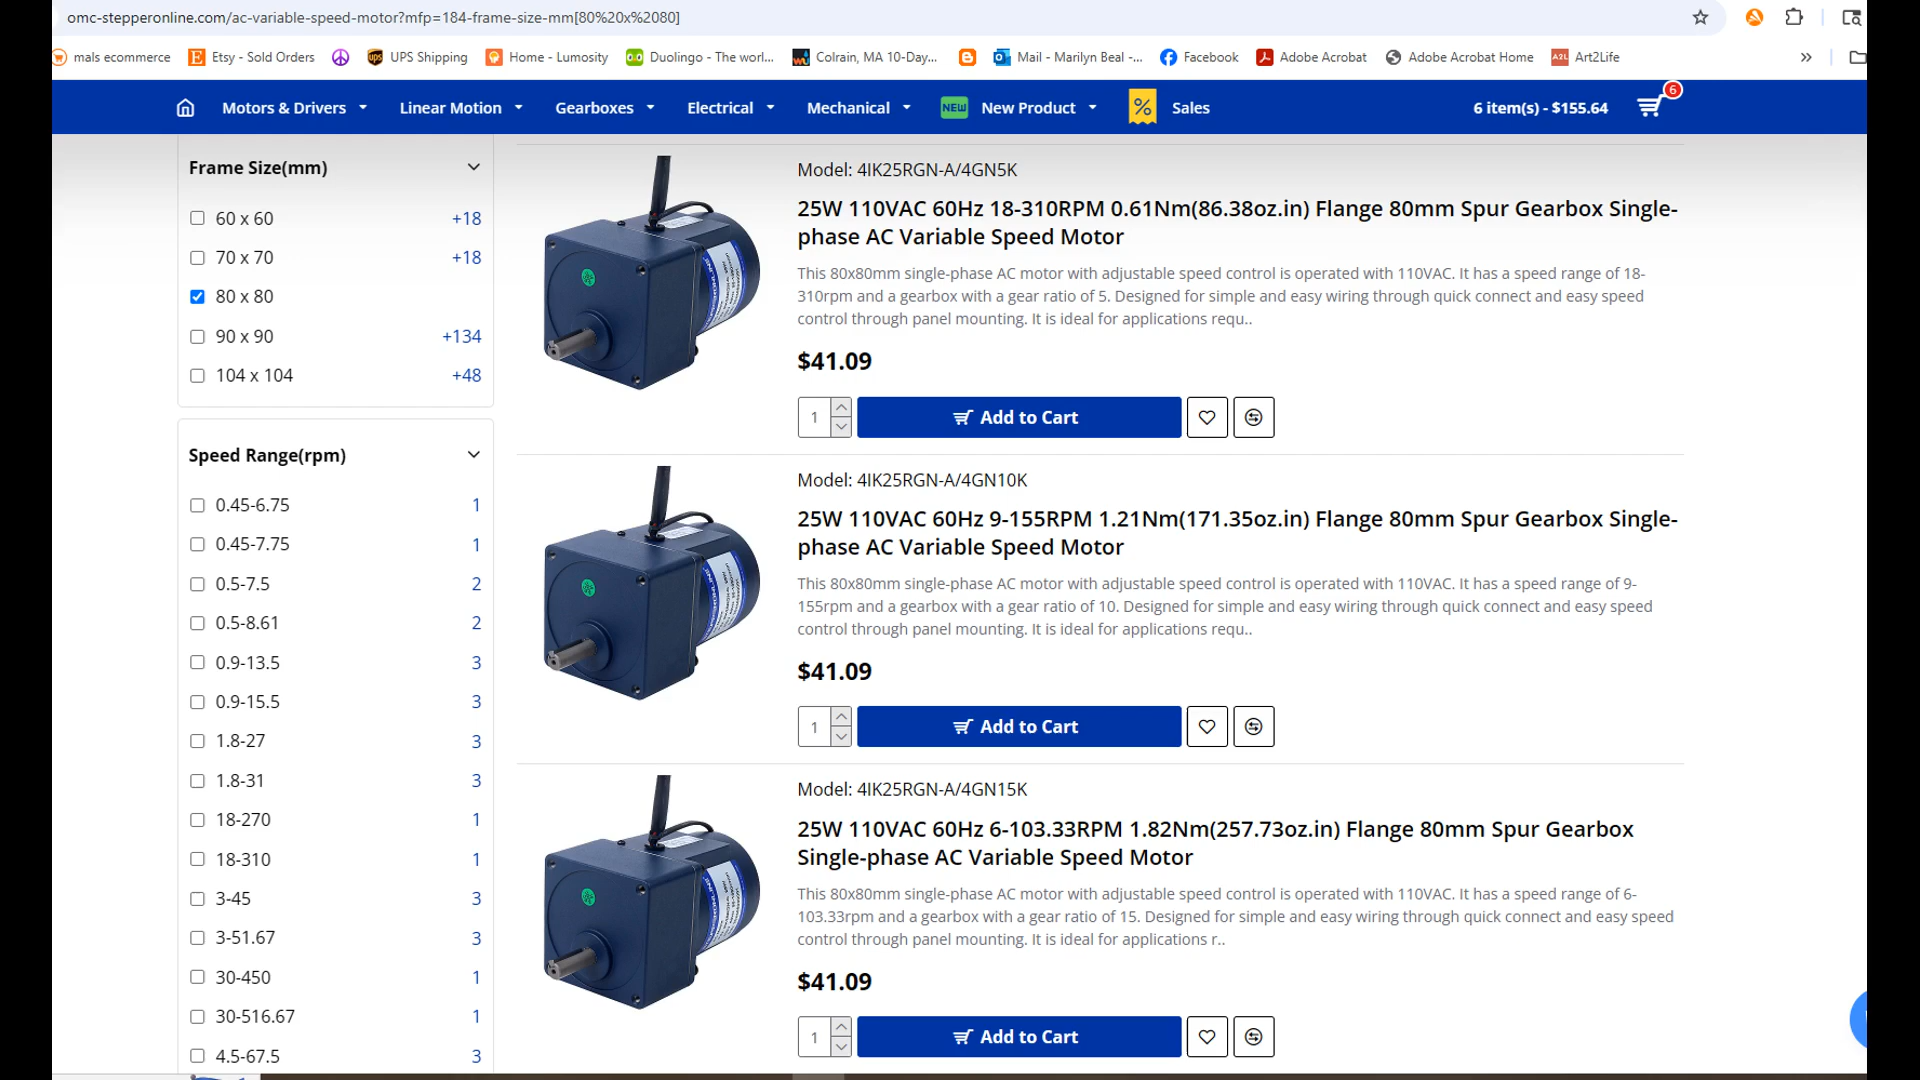 omc-stepperonline.com/ac-variable-speed-motor?mfp=184-frame-size-mm[80%20x%2080]
mals ecommerce
Etsy - Sold Orders
UPS Shipping
Home - Lumosity
Duolingo - The worl...
Colrain, MA 10-Day...
Mail - Marilyn Beal -...
Facebook
Adobe Acrobat
Adobe Acrobat Home
A2L
Art2Life
»
Motors & Drivers
Linear Motion
Gearboxes
Electrical
Mechanical
NEW
New Product
%
Sales
6 item(s) - $155.64
6
Frame Size(mm)
60 x 60 +18
70 x 70 +18
80 x 80
90 x 90 +134
104 x 104 +48
Speed Range(rpm)
0.45-6.75 1
0.45-7.75 1
0.5-7.5 2
0.5-8.61 2
0.9-13.5 3
0.9-15.5 3
1.8-27 3
1.8-31 3
18-270 1
18-310 1
3-45 3
3-51.67 3
30-450 1
30-516.67 1
4.5-67.5 3
Model: 4IK25RGN-A/4GN5K
25W 110VAC 60Hz 18-310RPM 0.61Nm(86.38oz.in) Flange 80mm Spur Gearbox Single-
phase AC Variable Speed Motor
This 80x80mm single-phase AC motor with adjustable speed control is operated with 110VAC. It has a speed range of 18-
310rpm and a gearbox with a gear ratio of 5. Designed for simple and easy wiring through quick connect and easy speed
control through panel mounting. It is ideal for applications requ..
$41.09
1
Add to Cart
Model: 4IK25RGN-A/4GN10K
25W 110VAC 60Hz 9-155RPM 1.21Nm(171.35oz.in) Flange 80mm Spur Gearbox Single-
phase AC Variable Speed Motor
This 80x80mm single-phase AC motor with adjustable speed control is operated with 110VAC. It has a speed range of 9-
155rpm and a gearbox with a gear ratio of 10. Designed for simple and easy wiring through quick connect and easy speed
control through panel mounting. It is ideal for applications requ..
$41.09
1
Add to Cart
Model: 4IK25RGN-A/4GN15K
25W 110VAC 60Hz 6-103.33RPM 1.82Nm(257.73oz.in) Flange 80mm Spur Gearbox
Single-phase AC Variable Speed Motor
This 80x80mm single-phase AC motor with adjustable speed control is operated with 110VAC. It has a speed range of 6-
103.33rpm and a gearbox with a gear ratio of 15. Designed for simple and easy wiring through quick connect and easy speed
control through panel mounting. It is ideal for applications r..
$41.09
1
Add to Cart